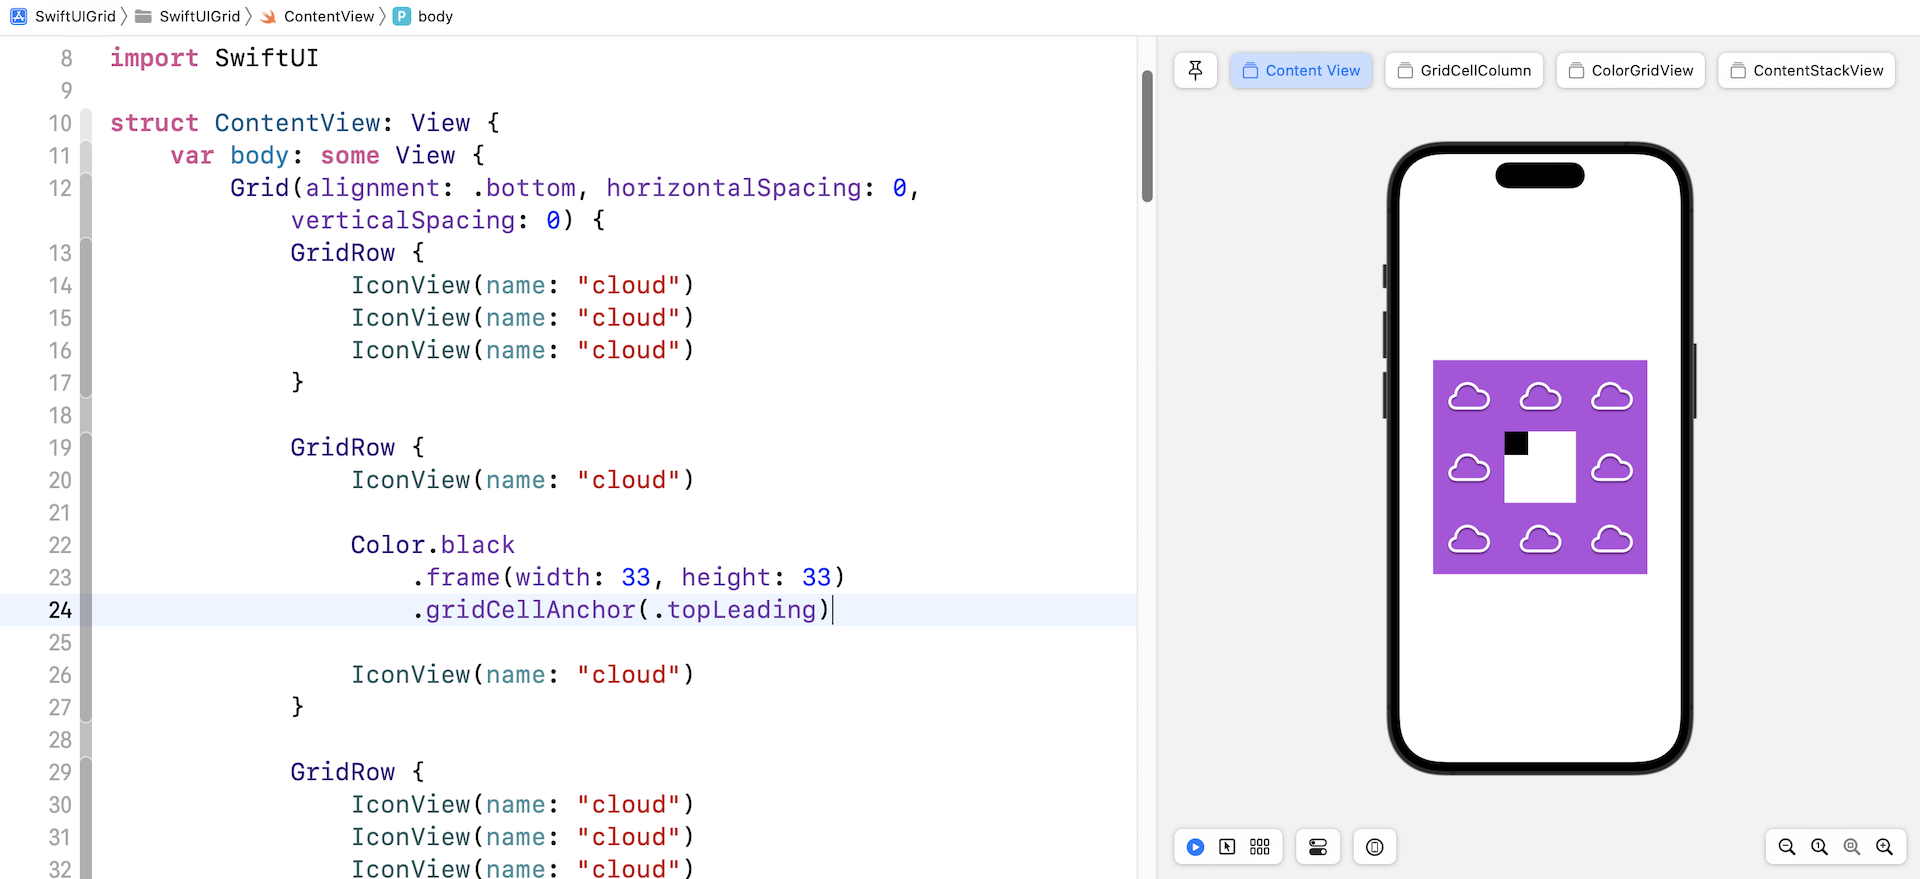 SwiftUIGrid SwiftUIGrid ContentView P body
8 import SwiftUI
9
10 struct ContentView: View {
11 var body: some View {
12 Grid(alignment: .bottom, horizontalSpacing: 0,
verticalSpacing: 0) {
13 GridRow {
14 IconView(name: "cloud")
15 IconView(name: "cloud")
16 IconView(name: "cloud")
17 }
18
19 GridRow {
20 IconView(name: "cloud")
21
22 Color.black
23 .frame(width: 33, height: 33)
24 .gridCellAnchor(.topLeading)
25
26 IconView(name: "cloud")
27 }
28
29 GridRow {
30 IconView(name: "cloud")
31 IconView(name: "cloud")
32 IconView(name: "cloud")
Content View GridCellColumn ColorGridView ContentStackView